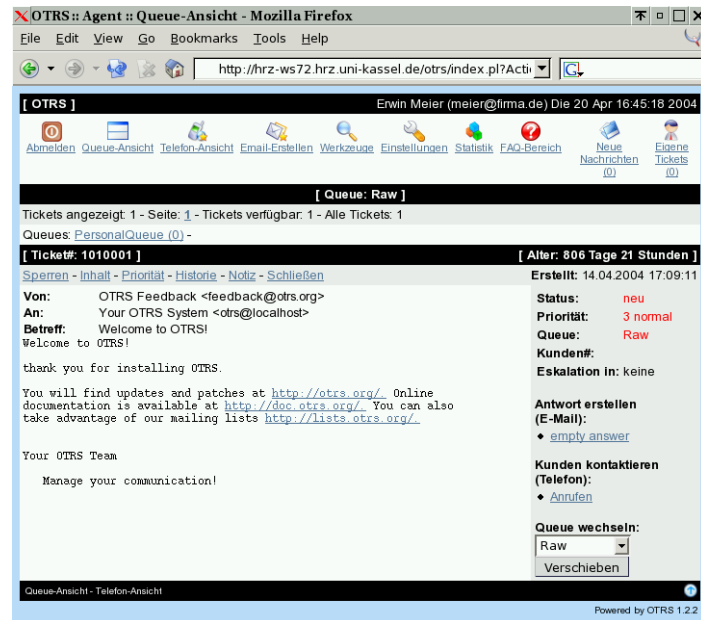 OTRS :: Agent :: Queue-Ansicht - Mozilla Firefox
File Edit View Go Bookmarks Tools Help
http://hrz-ws72.hrz.uni-kassel.de/otrs/index.pl?Acti
[ OTRS ] Erwin Meier (meier@firma.de) Die 20 Apr 16:45:18 2004
Abmelden Queue-Ansicht Telefon-Ansicht Email-Erstellen Werkzeuge Einstellungen Statistik FAQ-Bereich Neue Nachrichten (0) Eigene Tickets (0)
[ Queue: Raw ]
Tickets angezeigt: 1 - Seite: 1 - Tickets verfügbar: 1 - Alle Tickets: 1
Queues: PersonalQueue (0) -
[ Ticket#: 1010001 ] [ Alter: 806 Tage 21 Stunden ]
Sperren - Inhalt - Priorität - Historie - Notiz - Schließen Erstellt: 14.04.2004 17:09:11
Von: OTRS Feedback <feedback@otrs.org>
An: Your OTRS System <otrs@localhost>
Betreff: Welcome to OTRS!
Welcome to OTRS!
thank you for installing OTRS.
You will find updates and patches at http://otrs.org/. Online
documentation is available at http://doc.otrs.org/. You can also
take advantage of our mailing lists http://lists.otrs.org/.
Your OTRS Team
Manage your communication!
Status: neu
Priorität: 3 normal
Queue: Raw
Kunden#:
Eskalation in: keine
Antwort erstellen
(E-Mail):
empty answer
Kunden kontaktieren
(Telefon):
Anrufen
Queue wechseln:
Raw
Verschieben
Queue-Ansicht - Telefon-Ansicht
Powered by OTRS 1.2.2